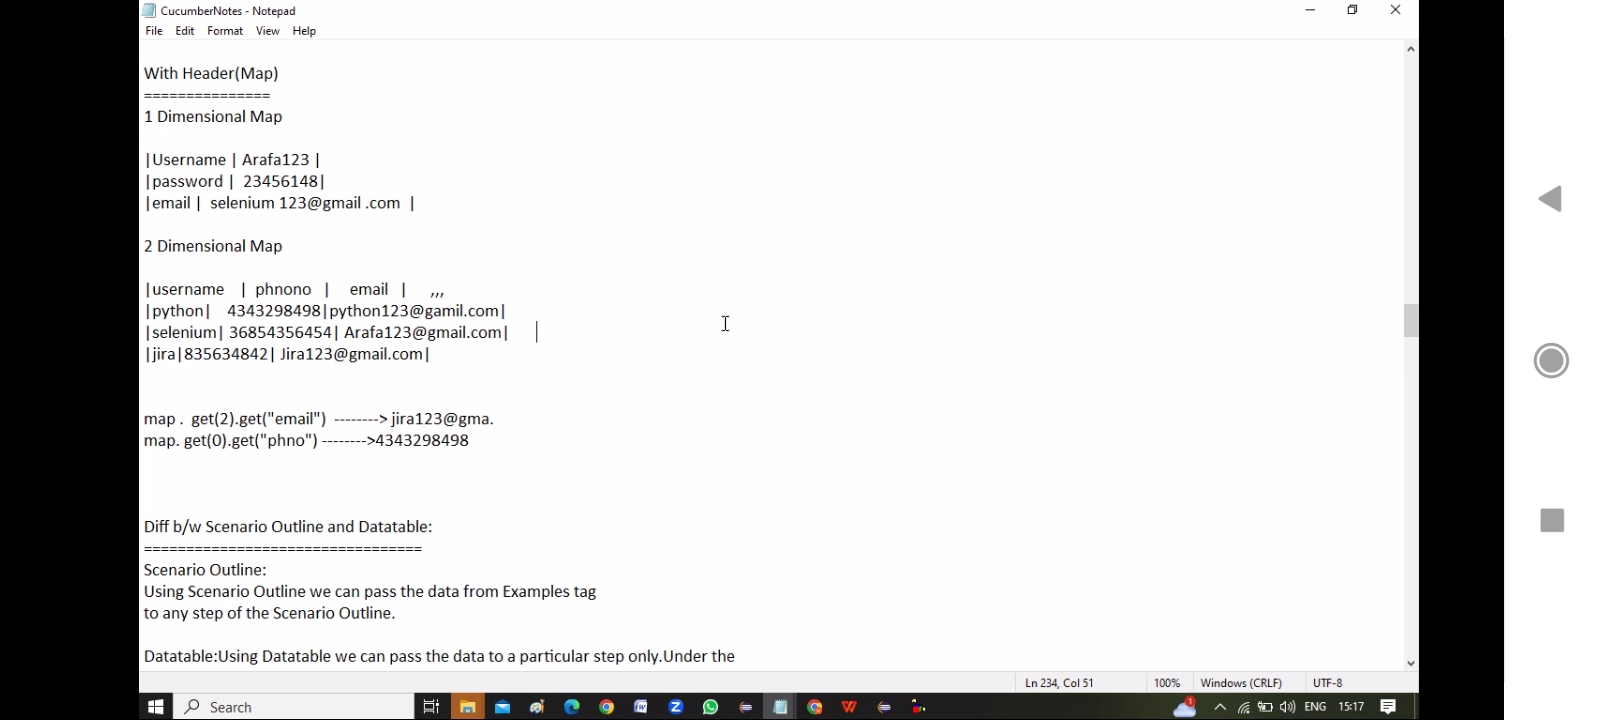 CucumberNotes - Notepad
File Edit Format View Help
With Header(Map)
===============
1 Dimensional Map
|Username | Arafa123 |
|password |  23456148|
|email |  selenium 123@gmail .com  |
2 Dimensional Map
|username   | phnono  |    email   |     ,,,
|python|    4343298498|python123@gamil.com|
|selenium| 36854356454| Arafa123@gmail.com|
|jira|835634842| Jira123@gmail.com|
map .  get(2).get("email")  --------> jira123@gma.
map. get(0).get("phno") -------->4343298498
Diff b/w Scenario Outline and Datatable:
=================================
Scenario Outline:
Using Scenario Outline we can pass the data from Examples tag
to any step of the Scenario Outline.
Datatable:Using Datatable we can pass the data to a particular step only.Under the
Ln 234, Col 51 100% Windows (CRLF) UTF-8
Search ENG 15:17